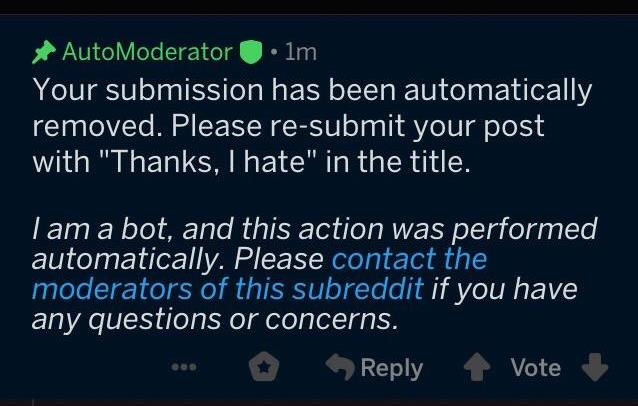 AutoModerator • 1m
Your submission has been automatically
removed. Please re-submit your post
with "Thanks, I hate" in the title.
I am a bot, and this action was performed
automatically. Please contact the
moderators of this subreddit if you have
any questions or concerns.
••• Reply Vote